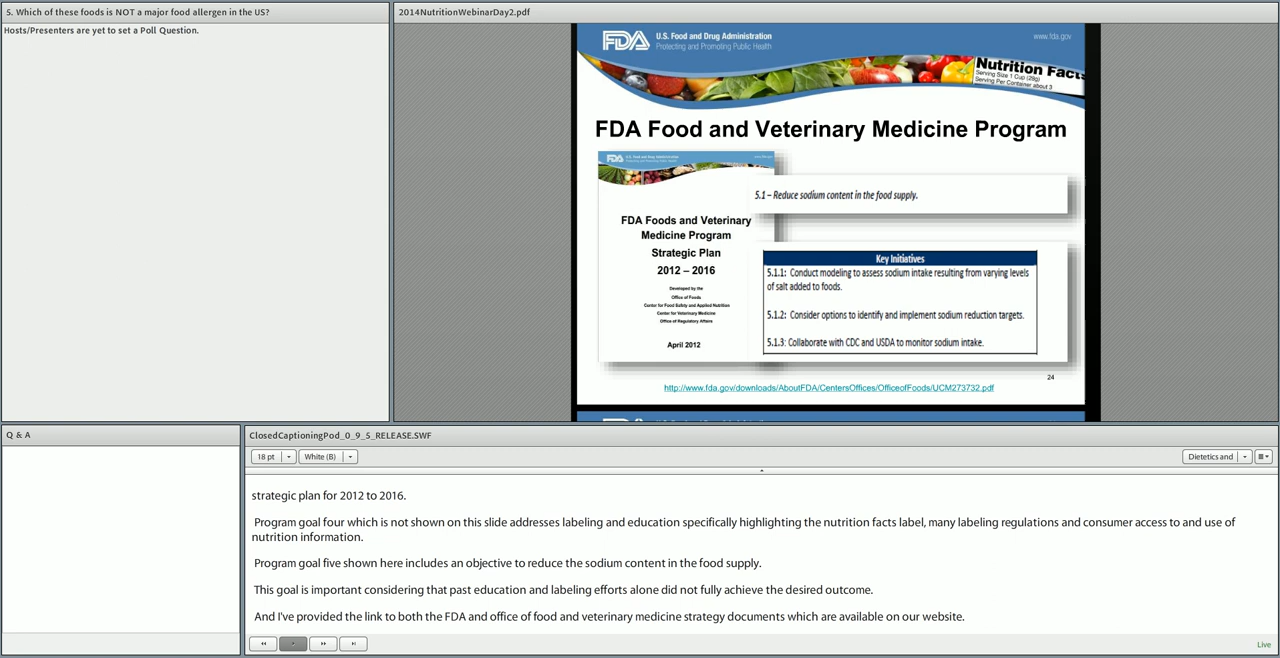 5. Which of these foods is NOT a major food allergen in the US?
Hosts/Presenters are yet to set a Poll Question.
2014NutritionWebinarDay2.pdf
FDA U.S. Food and Drug Administration
Protecting and Promoting Public Health
www.fda.gov
Nutrition Facts
Serving Size 1 Cup (28g)
Serving Per Container about 3
FDA Food and Veterinary Medicine Program
FDA Foods and Veterinary
Medicine Program
Strategic Plan
2012 – 2016
Developed by the
Office of Foods
Center for Food Safety and Applied Nutrition
Center for Veterinary Medicine
Office of Regulatory Affairs
April 2012
5.1 – Reduce sodium content in the food supply.
Key Initiatives
5.1.1: Conduct modeling to assess sodium intake resulting from varying levels
of salt added to foods.
5.1.2: Consider options to identify and implement sodium reduction targets.
5.1.3: Collaborate with CDC and USDA to monitor sodium intake.
24
http://www.fda.gov/downloads/AboutFDA/CentersOffices/OfficeofFoods/UCM273732.pdf
Q & A
ClosedCaptioningPod_0_9_5_RELEASE.SWF
18 pt
White (B)
Dietetics and
strategic plan for 2012 to 2016.
Program goal four which is not shown on this slide addresses labeling and education specifically highlighting the nutrition facts label, many labeling regulations and consumer access to and use of
nutrition information.
Program goal five shown here includes an objective to reduce the sodium content in the food supply.
This goal is important considering that past education and labeling efforts alone did not fully achieve the desired outcome.
And I've provided the link to both the FDA and office of food and veterinary medicine strategy documents which are available on our website.
Live